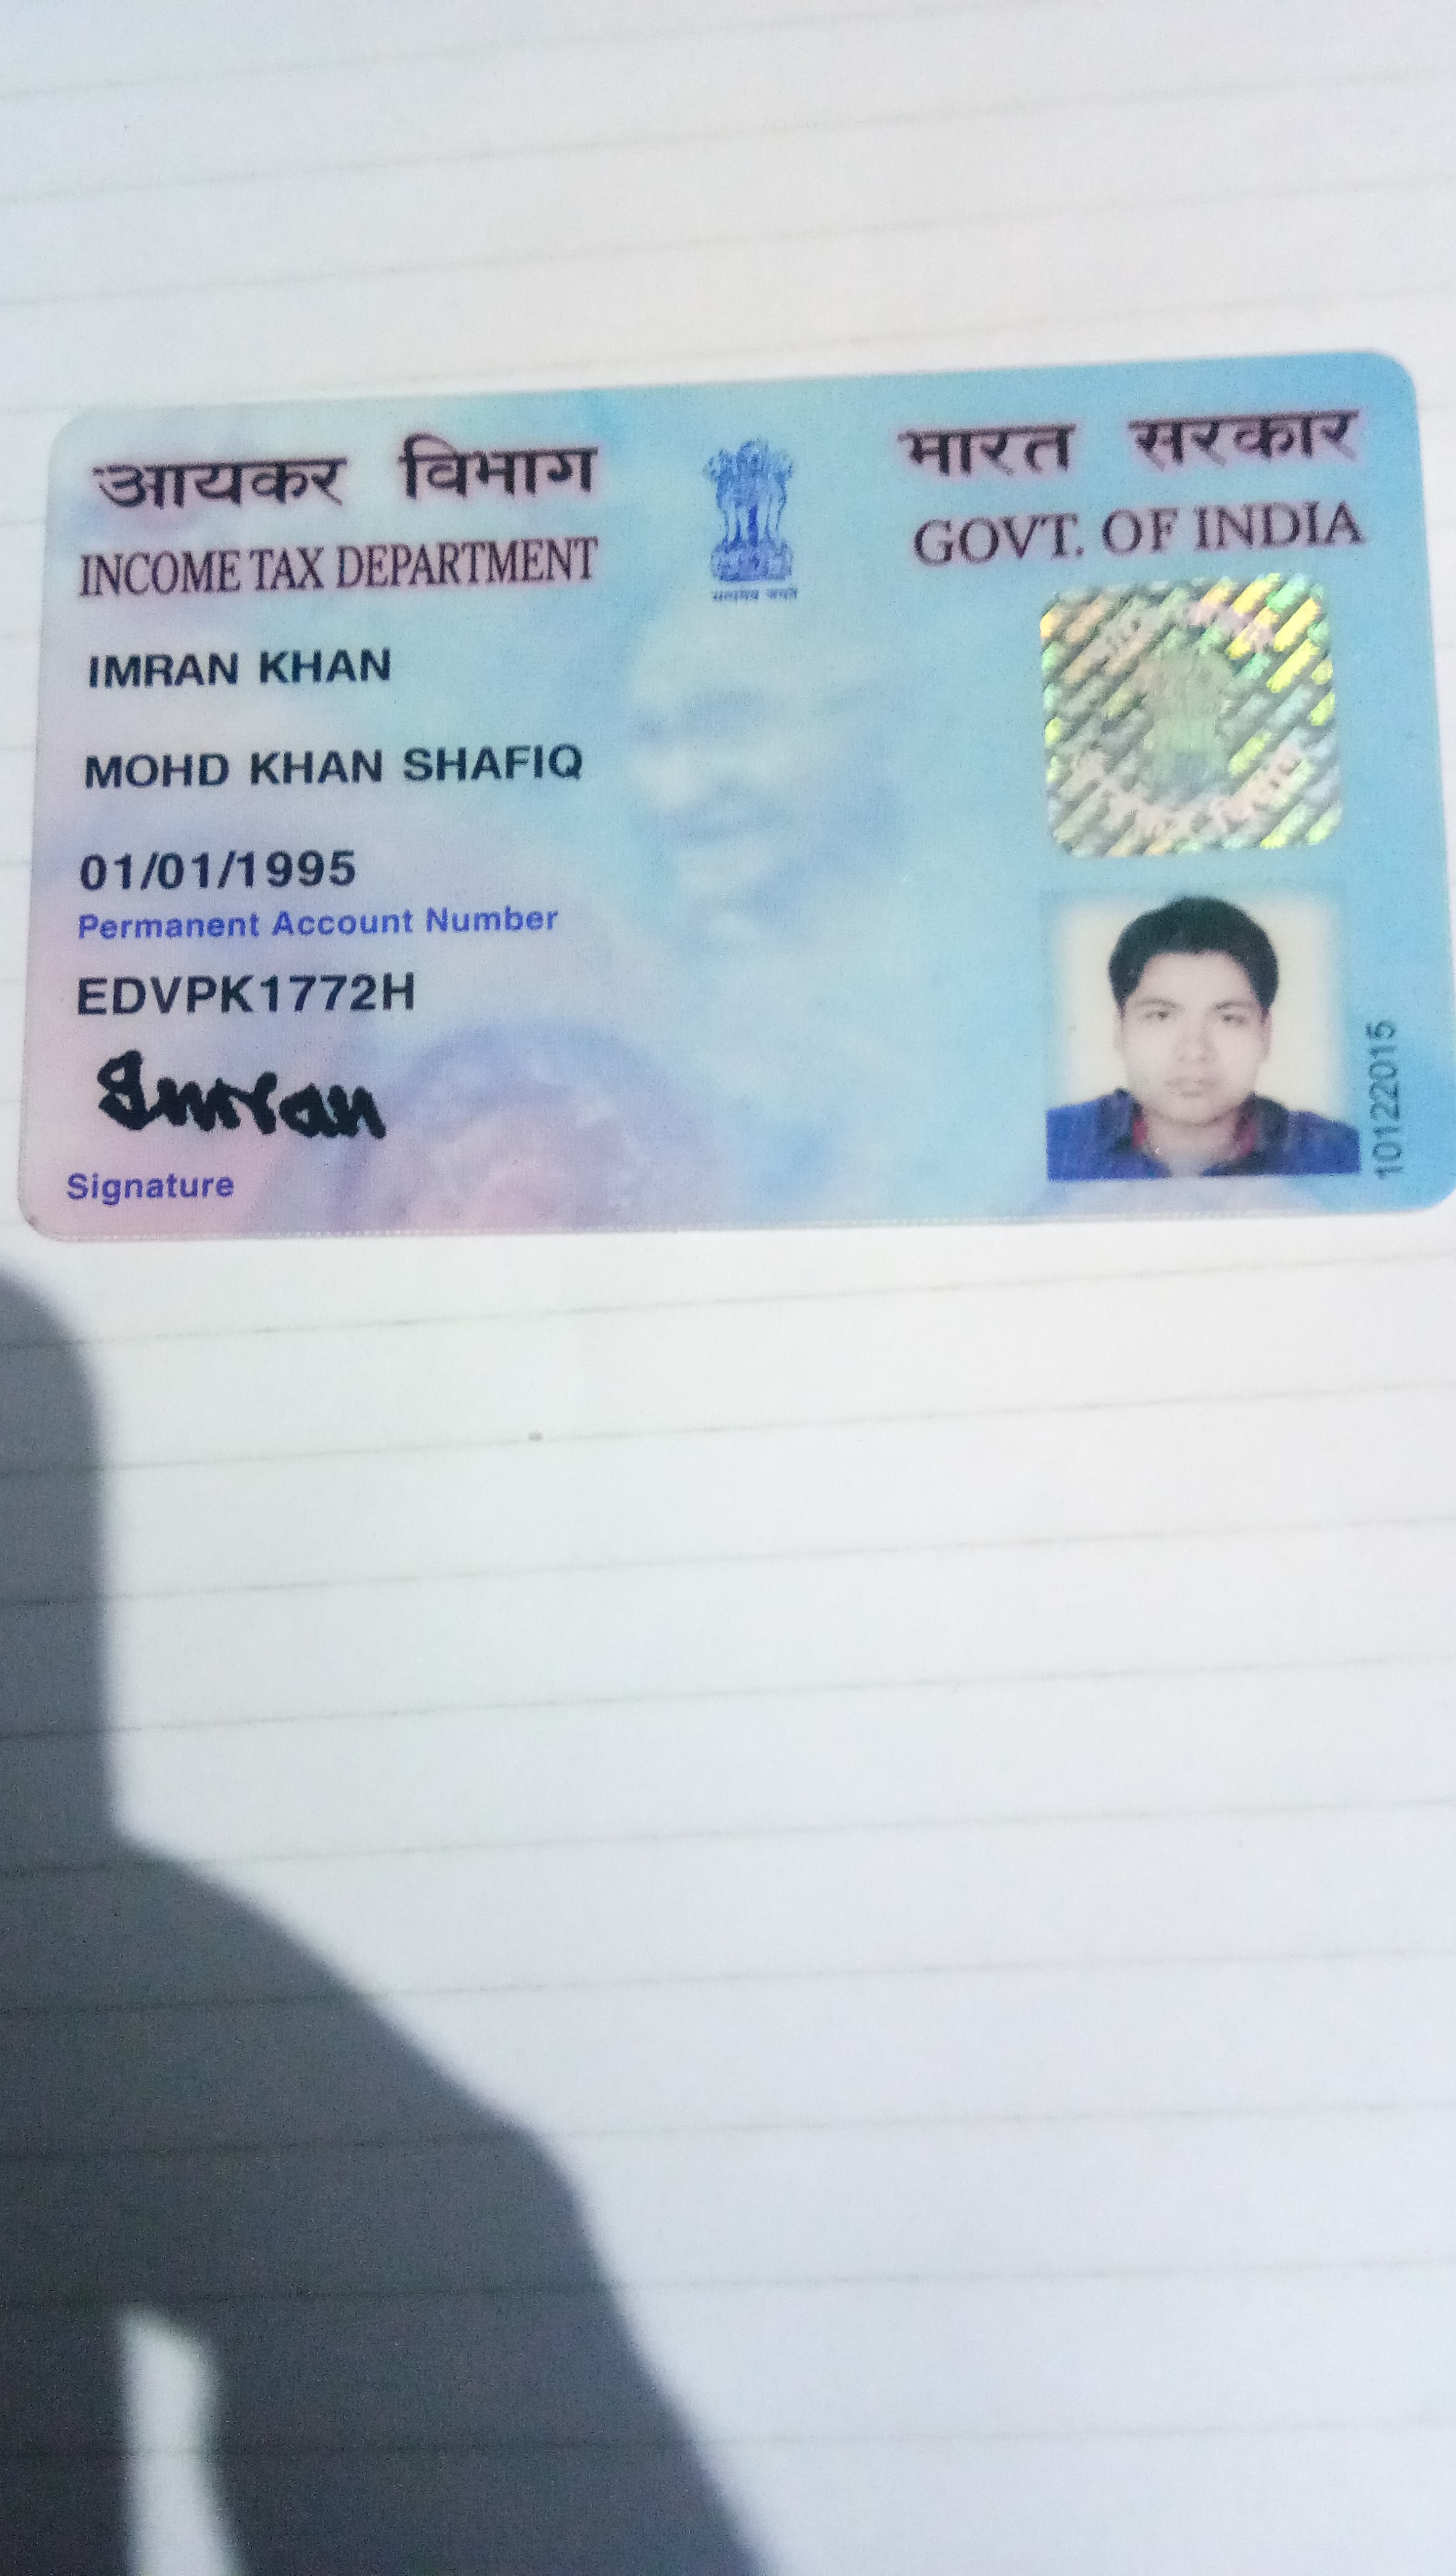 आयकर विभाग
INCOME TAX DEPARTMENT
सत्यमेव जयते
भारत सरकार
GOVT. OF INDIA
IMRAN KHAN
MOHD KHAN SHAFIQ
01/01/1995
Permanent Account Number
EDVPK1772H
Imran
Signature
10122015